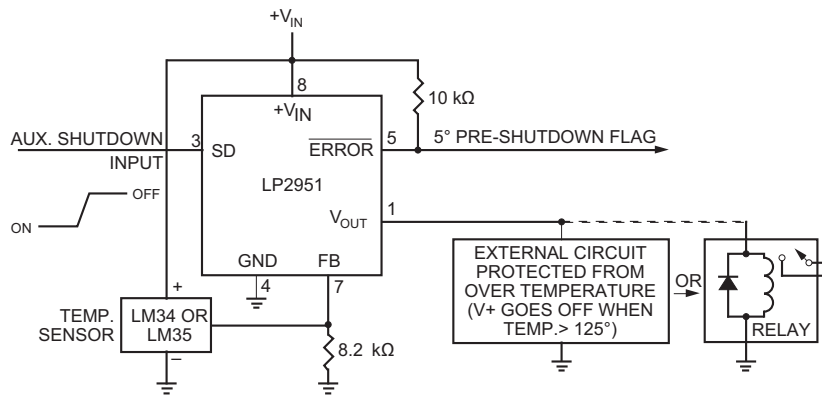 +VIN
8
+VIN
10 kΩ
AUX. SHUTDOWN
INPUT
3
SD
ERROR
5
5° PRE-SHUTDOWN FLAG
LP2951
ON
OFF
VOUT
1
GND
FB
4
7
EXTERNAL CIRCUIT
PROTECTED FROM
OVER TEMPERATURE
(V+ GOES OFF WHEN
TEMP.> 125°)
OR
RELAY
+
TEMP.
SENSOR
LM34 OR
LM35
–
8.2 kΩ